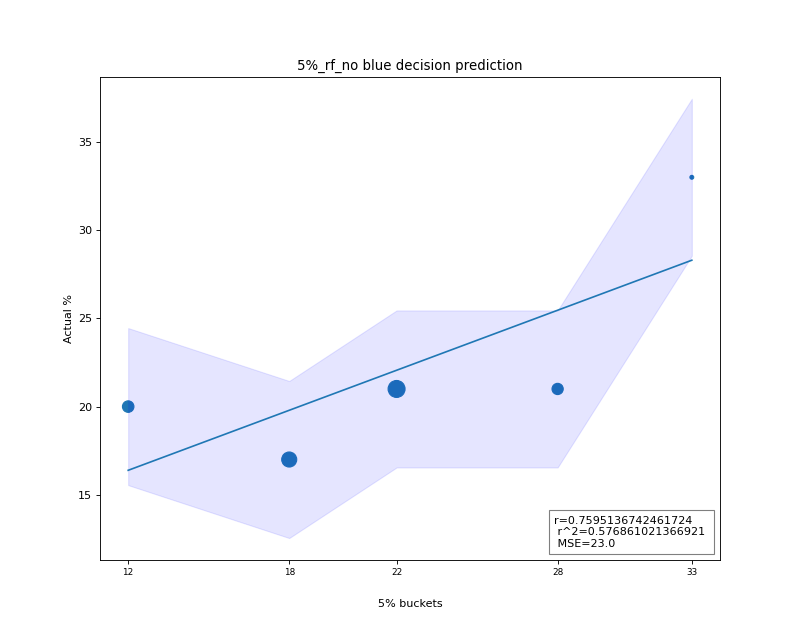 5%_rf_no blue decision prediction
35
30
25
20
15
Actual %
12
18
22
28
33
5% buckets
r=0.7595136742461724
r^2=0.576861021366921
MSE=23.0